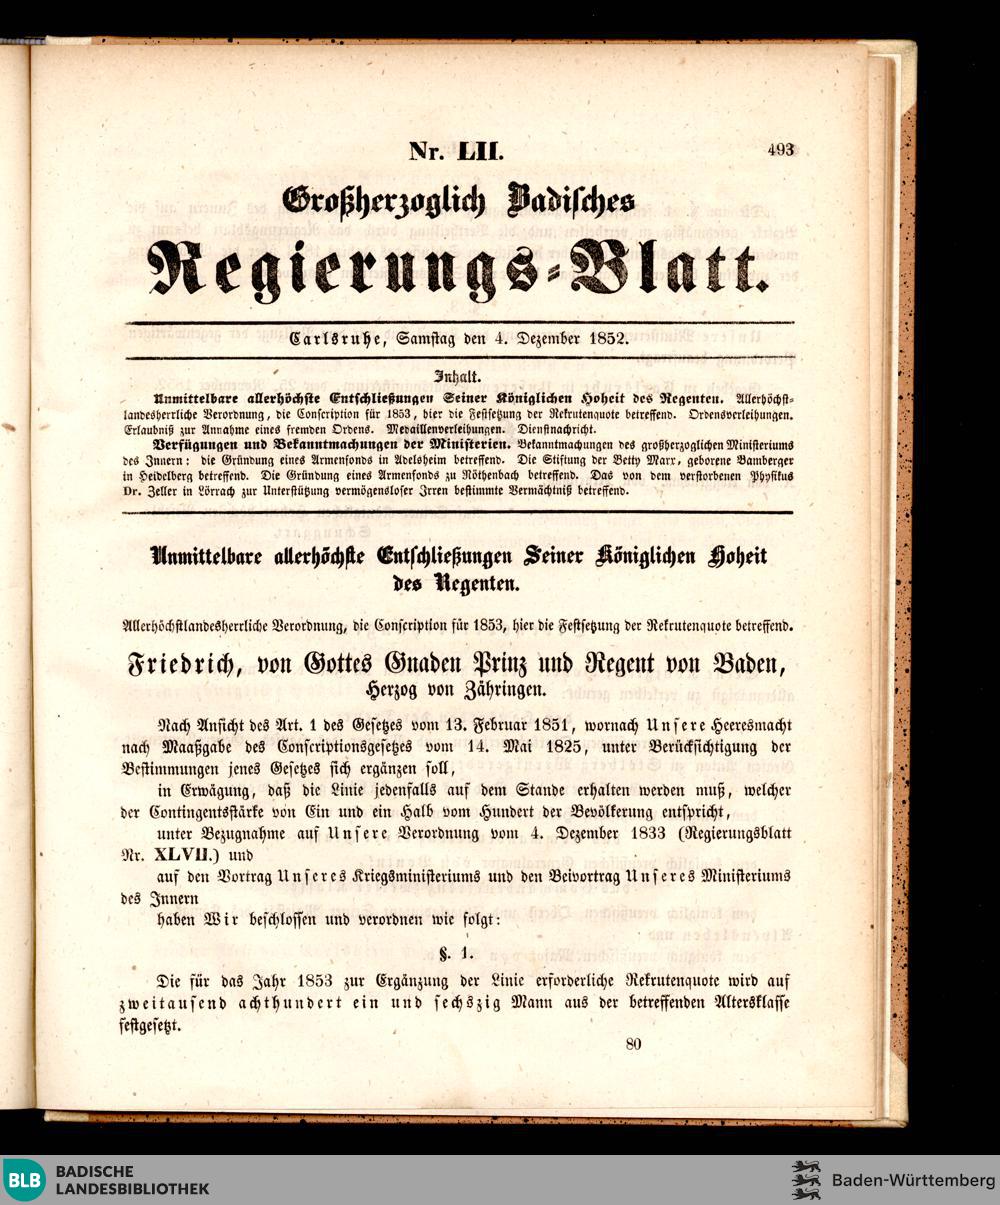 Nr. LII.
493
Großherzoglich Badisches
Regierungs-Blatt.
Carlsruhe, Samstag den 4. Dezember 1852.
Inhalt.
Unmittelbare allerhöchste Entschließungen Seiner Königlichen Hoheit des Regenten. Allerhöchst-
landesherrliche Verordnung, die Conscription für 1853, hier die Festsetzung der Rekrutenquote betreffend. Ordensverleihungen.
Erlaubniß zur Annahme eines fremden Ordens. Medaillenverleihungen. Dienstnachricht.
Verfügungen und Bekanntmachungen der Ministerien. Bekanntmachungen des großherzoglichen Ministeriums
des Innern: die Gründung eines Armenfonds in Adelsheim betreffend. Die Stiftung der Betty Marx, geborene Bamberger
in Heidelberg betreffend. Die Gründung eines Armenfonds zu Röthenbach betreffend. Das von dem verstorbenen Physikus
Dr. Zeller in Lörrach zur Unterstützung vermögensloser Irren bestimmte Vermächtniß betreffend.
Unmittelbare allerhöchste Entschließungen Seiner Königlichen Hoheit
des Regenten.
Allerhöchstlandesherrliche Verordnung, die Conscription für 1853, hier die Festsetzung der Rekrutenquote betreffend.
Friedrich, von Gottes Gnaden Prinz und Regent von Baden,
Herzog von Zähringen.
Nach Ansicht des Art. 1 des Gesetzes vom 13. Februar 1851, wornach Unsere Heeresmacht
nach Maaßgabe des Conscriptionsgesetzes vom 14. Mai 1825, unter Berücksichtigung der
Bestimmungen jenes Gesetzes sich ergänzen soll,
in Erwägung, daß die Linie jedenfalls auf dem Stande erhalten werden muß, welcher
der Contingentsstärke von Ein und ein Halb vom Hundert der Bevölkerung entspricht,
unter Bezugnahme auf Unsere Verordnung vom 4. Dezember 1833 (Regierungsblatt
Nr. XLVII.) und
auf den Vortrag Unseres Kriegsministeriums und den Beivortrag Unseres Ministeriums
des Innern
haben Wir beschlossen und verordnen wie folgt:
§. 1.
Die für das Jahr 1853 zur Ergänzung der Linie erforderliche Rekrutenquote wird auf
zweitausend achthundert ein und sechszig Mann aus der betreffenden Altersklasse
festgesetzt.
80
BLB BADISCHE
LANDESBIBLIOTHEK
Baden-Württemberg